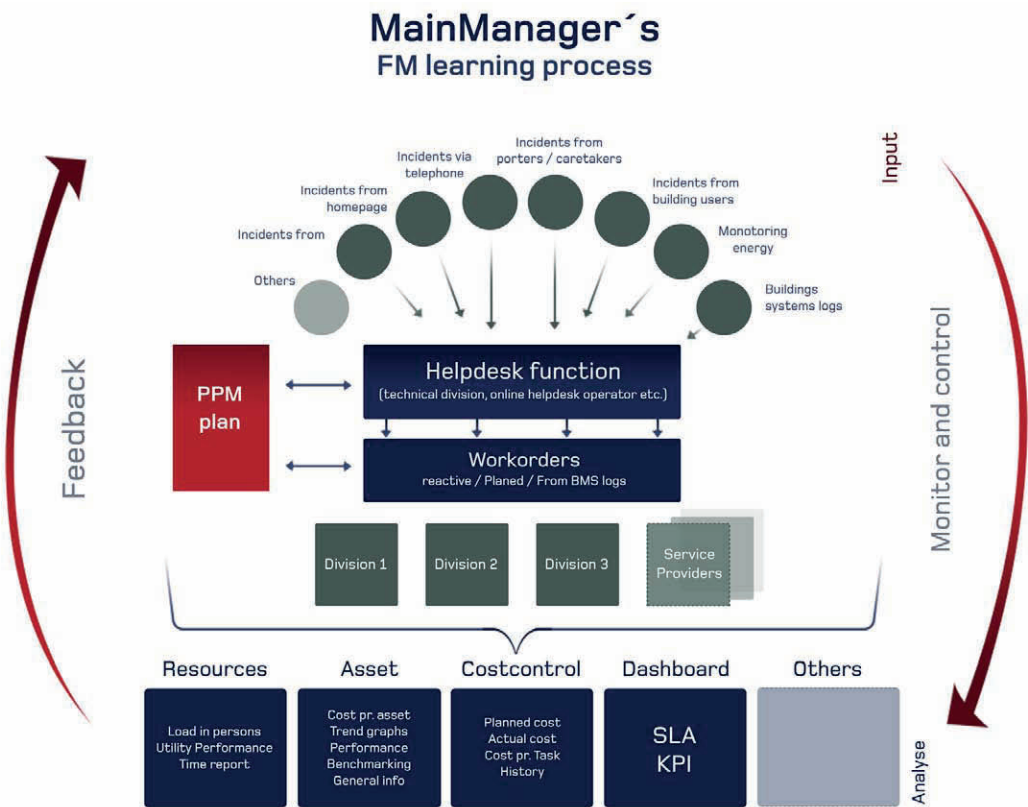 MainManager´s
FM learning process
Input
Incidents from
porters / caretakers
Incidents via
telephone
Incidents from
building users
Incidents from
homepage
Incidents from
Monotoring
energy
Others
Buildings
systems logs
Feedback
Monitor and control
PPM
plan
Helpdesk function
(technical division, online helpdesk operator etc.)
Workorders
reactive / Planed / From BMS logs
Division 1
Division 2
Division 3
Service
Providers
Resources
Load in persons
Utility Performance
Time report
Asset
Cost pr. asset
Trend graphs
Performance
Benchmarking
General info
Costcontrol
Planned cost
Actual cost
Cost pr. Task
History
Dashboard
SLA
KPI
Others
Analyse